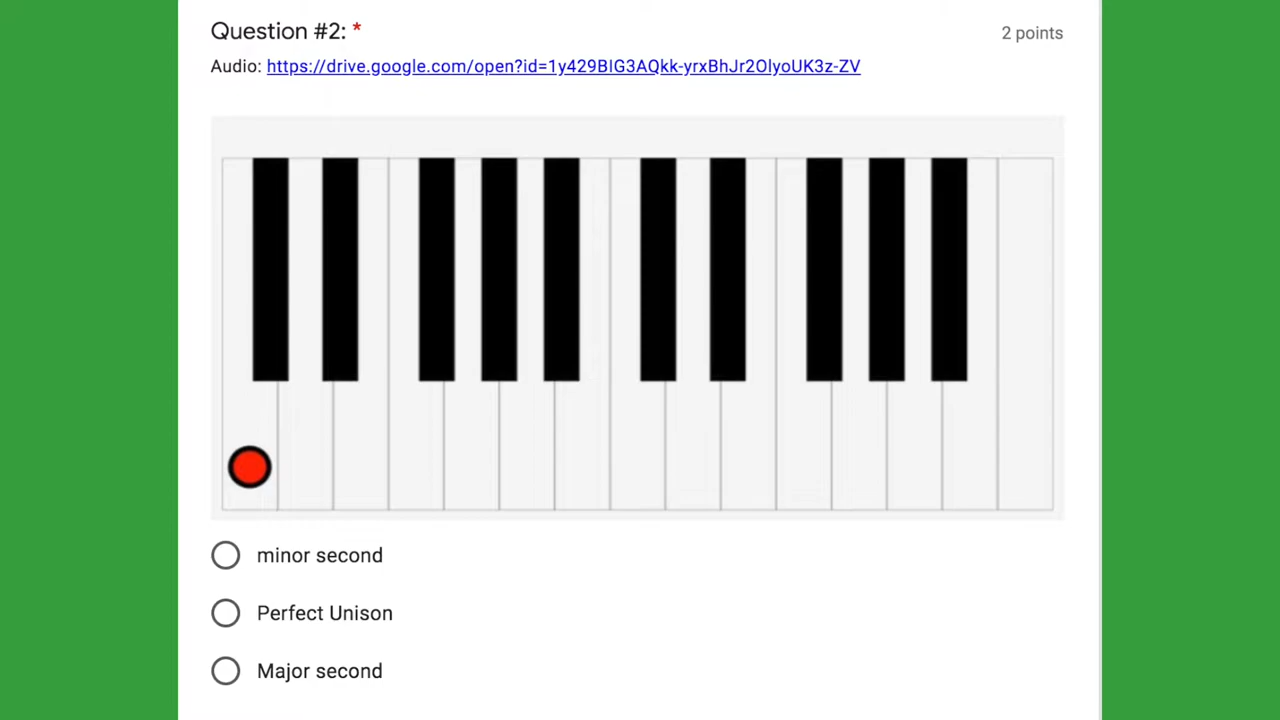 Question #2: *
2 points
Audio: https://drive.google.com/open?id=1y429BIG3AQkk-yrxBhJr2OlyoUK3z-ZV
minor second
Perfect Unison
Major second